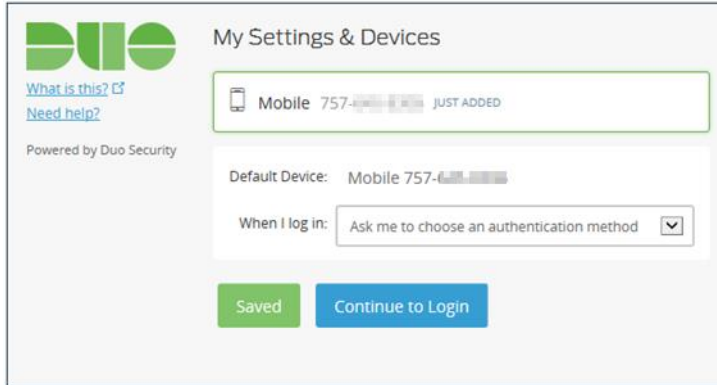 DUO
What is this?
Need help?
Powered by Duo Security
My Settings & Devices
Mobile 757- JUST ADDED
Default Device: Mobile 757-
When I log in: Ask me to choose an authentication method
Saved
Continue to Login